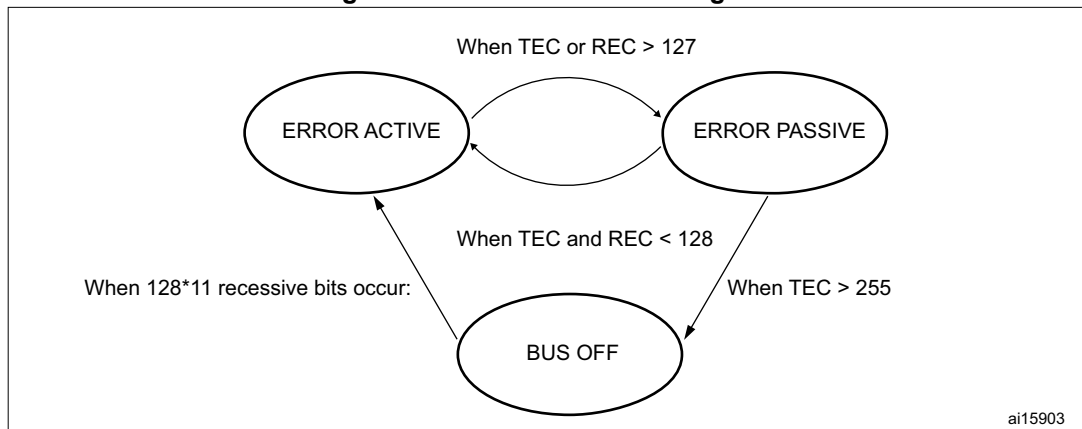 When TEC or REC > 127
ERROR ACTIVE
ERROR PASSIVE
When TEC and REC < 128
When 128*11 recessive bits occur:
When TEC > 255
BUS OFF
ai15903